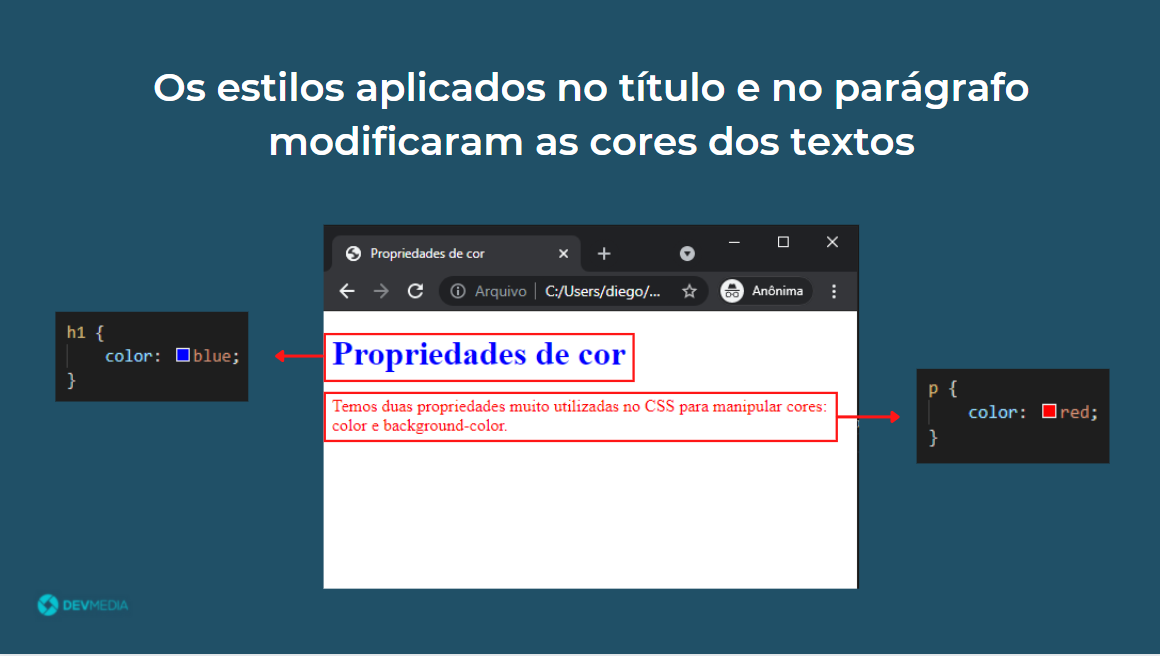 Os estilos aplicados no título e no parágrafo
modificaram as cores dos textos
Propriedades de cor
Arquivo
C:/Users/diego/...
Anônima
h1 {
color: blue;
}
Propriedades de cor
Temos duas propriedades muito utilizadas no CSS para manipular cores:
color e background-color.
p {
color: red;
}
DEVMEDIA